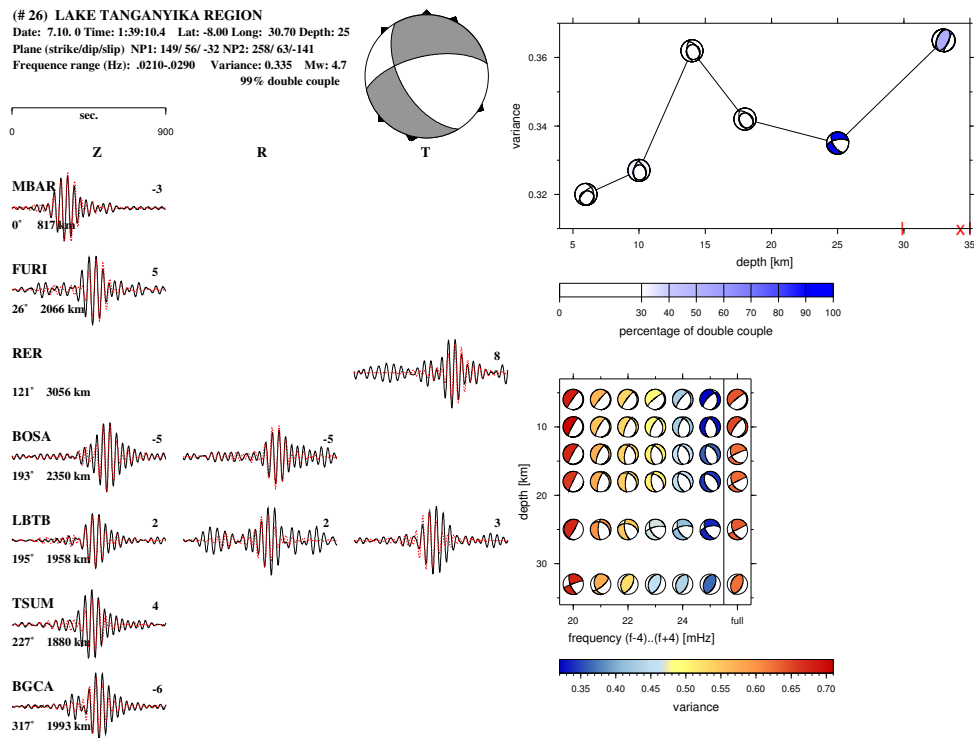 (# 26) LAKE TANGANYIKA REGION
Date: 7.10. 0 Time: 1:39:10.4 Lat: -8.00 Long: 30.70 Depth: 25
Plane (strike/dip/slip) NP1: 149/ 56/ -32 NP2: 258/ 63/-141
Frequency range (Hz): .0210-.0290 Variance: 0.335 Mw: 4.7
99% double couple
sec.
0 900
Z R T
MBAR -3
0° 817 km
FURI 5
26° 2066 km
RER 8
121° 3056 km
BOSA -5 -5
193° 2350 km
LBTB 2 2 3
195° 1958 km
TSUM 4
227° 1880 km
BGCA -6
317° 1993 km
0.36
0.34
0.32
variance
x
5 10 15 20 25 30 35
depth [km]
0 30 40 50 60 70 80 90 100
percentage of double couple
10
20
30
depth [km]
20 22 24 full
frequency (f-4)..(f+4) [mHz]
0.35 0.40 0.45 0.50 0.55 0.60 0.65 0.70
variance